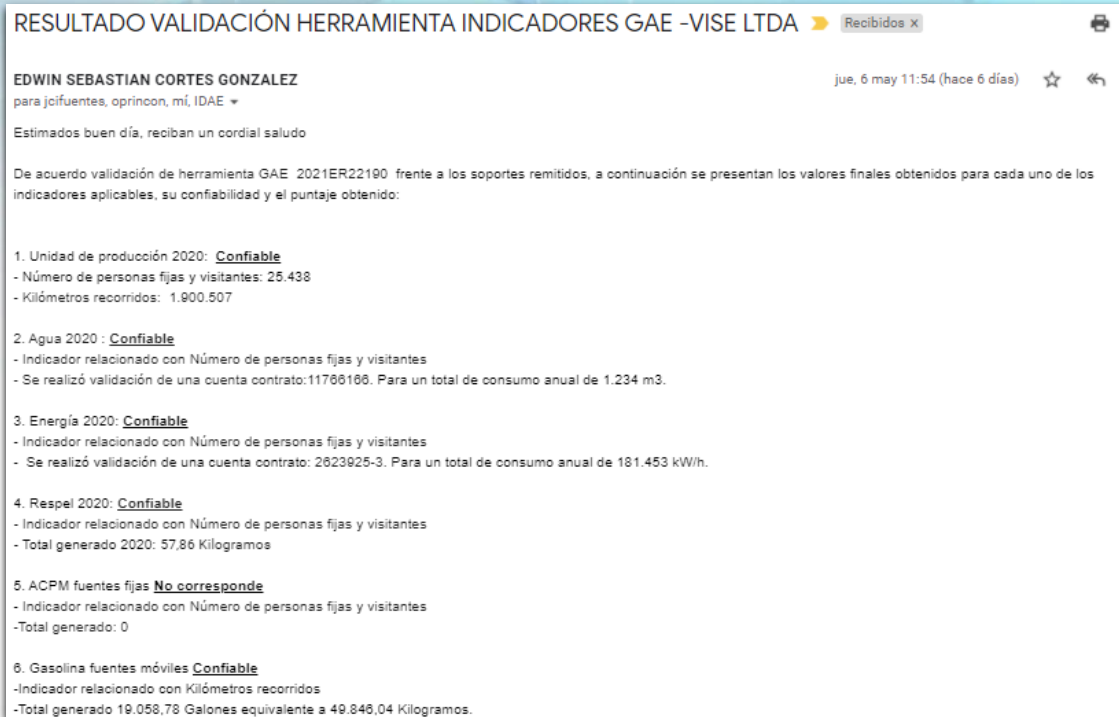 RESULTADO VALIDACIÓN HERRAMIENTA INDICADORES GAE -VISE LTDA Recibidos x
EDWIN SEBASTIAN CORTES GONZALEZ jue, 6 may 11:54 (hace 6 días)
para jcifuentes, oprincon, mí, IDAE
Estimados buen día, reciban un cordial saludo
De acuerdo validación de herramienta GAE 2021ER22190 frente a los soportes remitidos, a continuación se presentan los valores finales obtenidos para cada uno de los
indicadores aplicables, su confiabilidad y el puntaje obtenido:
1. Unidad de producción 2020: Confiable
- Número de personas fijas y visitantes: 25.438
- Kilómetros recorridos: 1.900.507
2. Agua 2020 : Confiable
- Indicador relacionado con Número de personas fijas y visitantes
- Se realizó validación de una cuenta contrato:11766166. Para un total de consumo anual de 1.234 m3.
3. Energía 2020: Confiable
- Indicador relacionado con Número de personas fijas y visitantes
- Se realizó validación de una cuenta contrato: 2623925-3. Para un total de consumo anual de 181.453 kW/h.
4. Respel 2020: Confiable
- Indicador relacionado con Número de personas fijas y visitantes
- Total generado 2020: 57,86 Kilogramos
5. ACPM fuentes fijas No corresponde
- Indicador relacionado con Número de personas fijas y visitantes
-Total generado: 0
6. Gasolina fuentes móviles Confiable
-Indicador relacionado con Kilómetros recorridos
-Total generado 19.058,78 Galones equivalente a 49.846,04 Kilogramos.